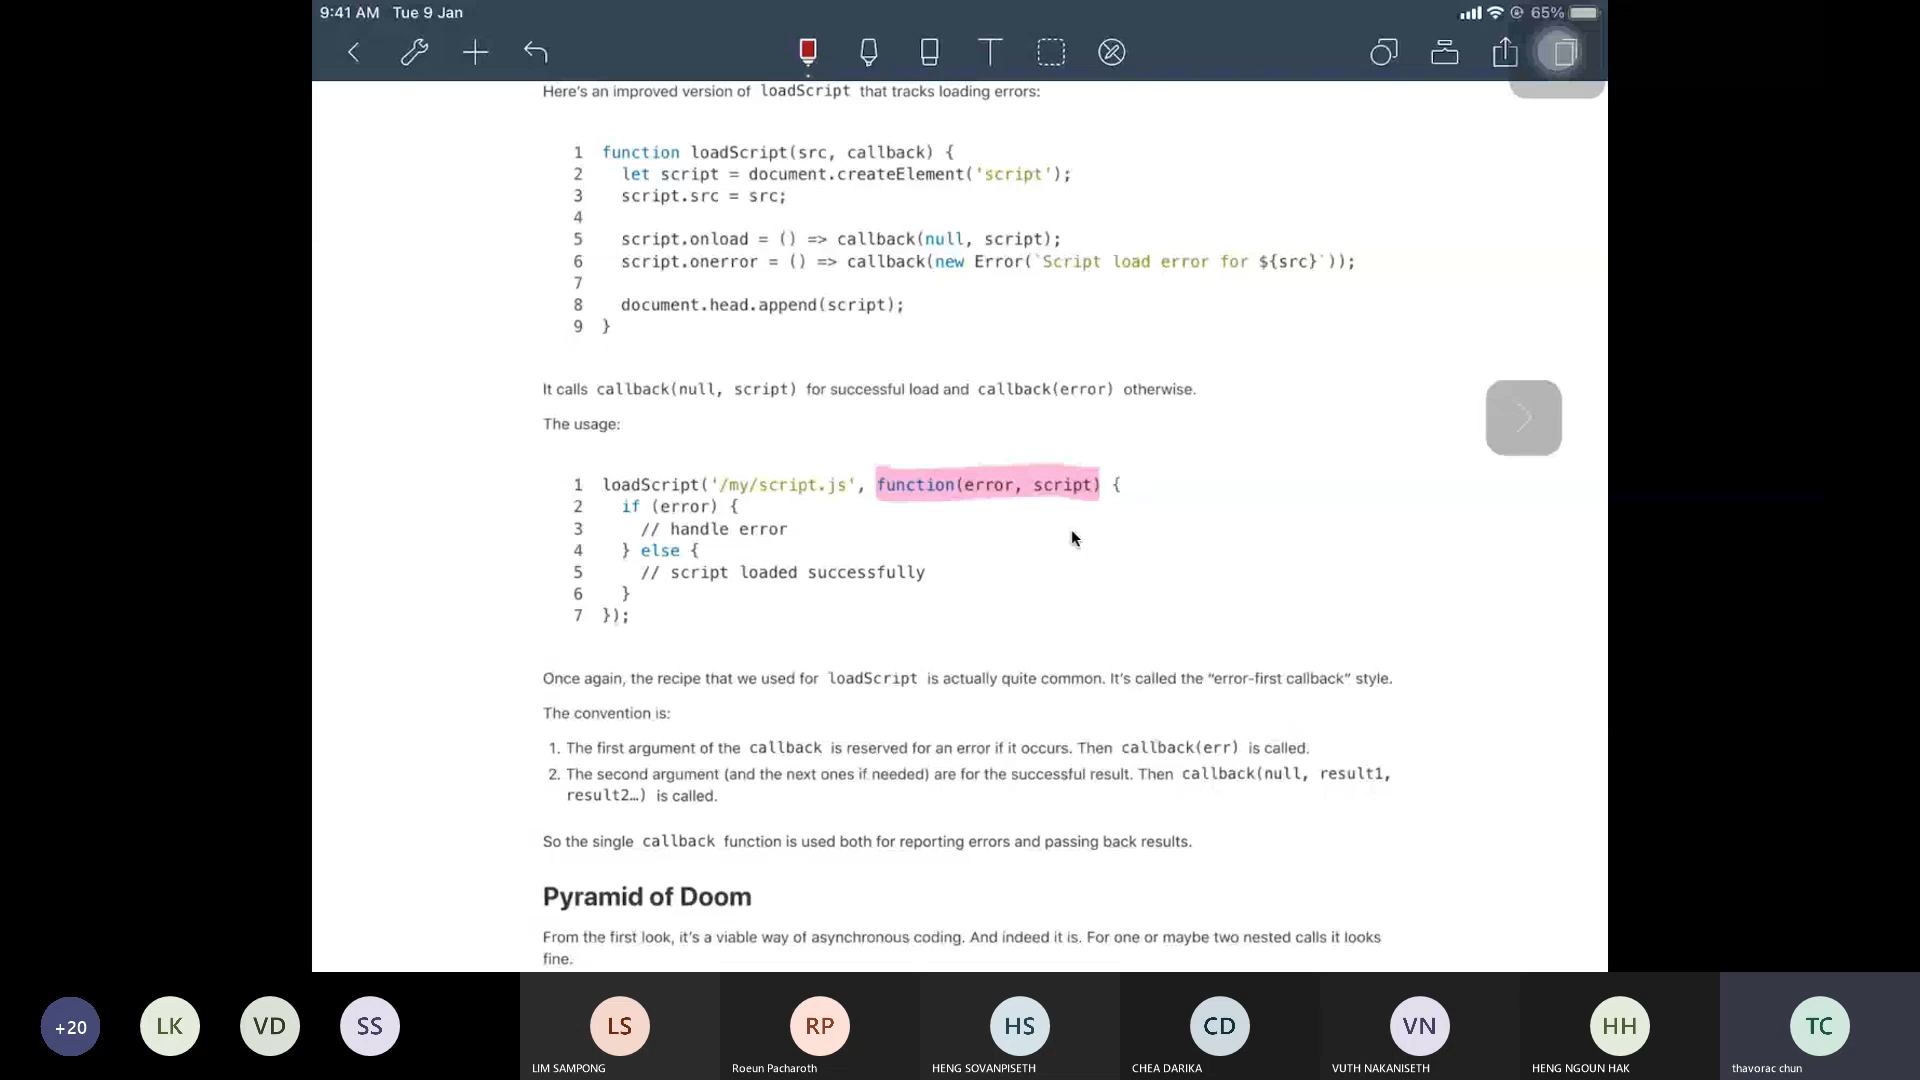 9:41 AM Tue 9 Jan
65%
Here's an improved version of loadScript that tracks loading errors:
1 function loadScript(src, callback) {
2 let script = document.createElement('script');
3 script.src = src;
4
5 script.onload = () => callback(null, script);
6 script.onerror = () => callback(new Error(`Script load error for ${src}`));
7
8 document.head.append(script);
9 }
It calls callback(null, script) for successful load and callback(error) otherwise.
The usage:
1 loadScript('/my/script.js', function(error, script) {
2 if (error) {
3 // handle error
4 } else {
5 // script loaded successfully
6 }
7 });
Once again, the recipe that we used for loadScript is actually quite common. It's called the “error-first callback” style.
The convention is:
1. The first argument of the callback is reserved for an error if it occurs. Then callback(err) is called.
2. The second argument (and the next ones if needed) are for the successful result. Then callback(null, result1,
result2…) is called.
So the single callback function is used both for reporting errors and passing back results.
Pyramid of Doom
From the first look, it's a viable way of asynchronous coding. And indeed it is. For one or maybe two nested calls it looks
fine.
+20 LK VD SS LS RP HS CD VN HH TC
LIM SAMPONG Roeun Pacharoth HENG SOVANPISETH CHEA DARIKA VUTH NAKANISETH HENG NGOUN HAK thavorac chun